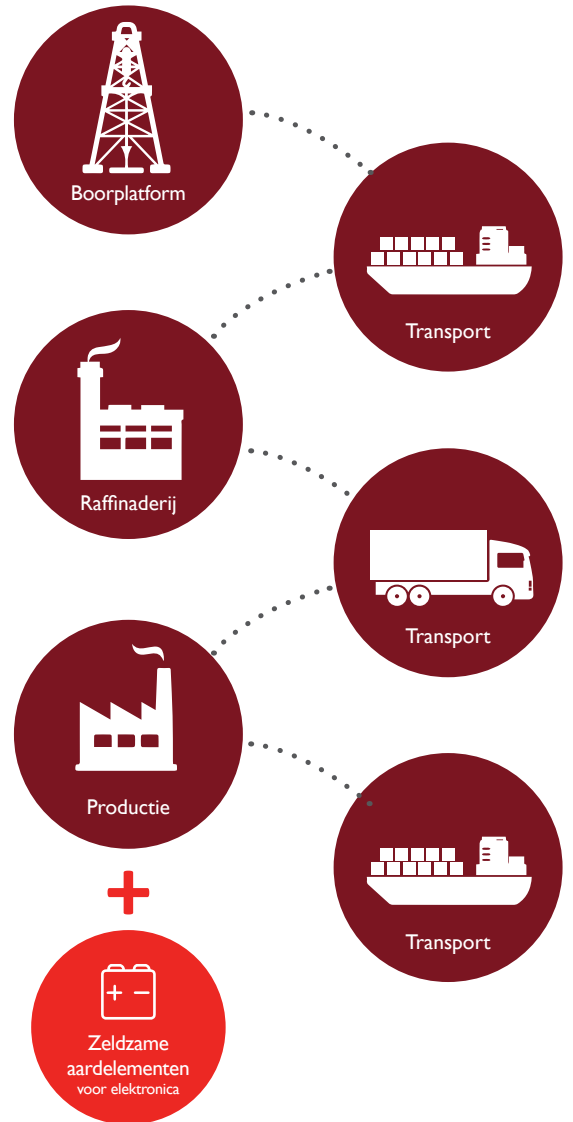 Boorplatform
Transport
Raffinaderij
Transport
Productie
Transport
Zeldzame
aardelementen
voor elektronica